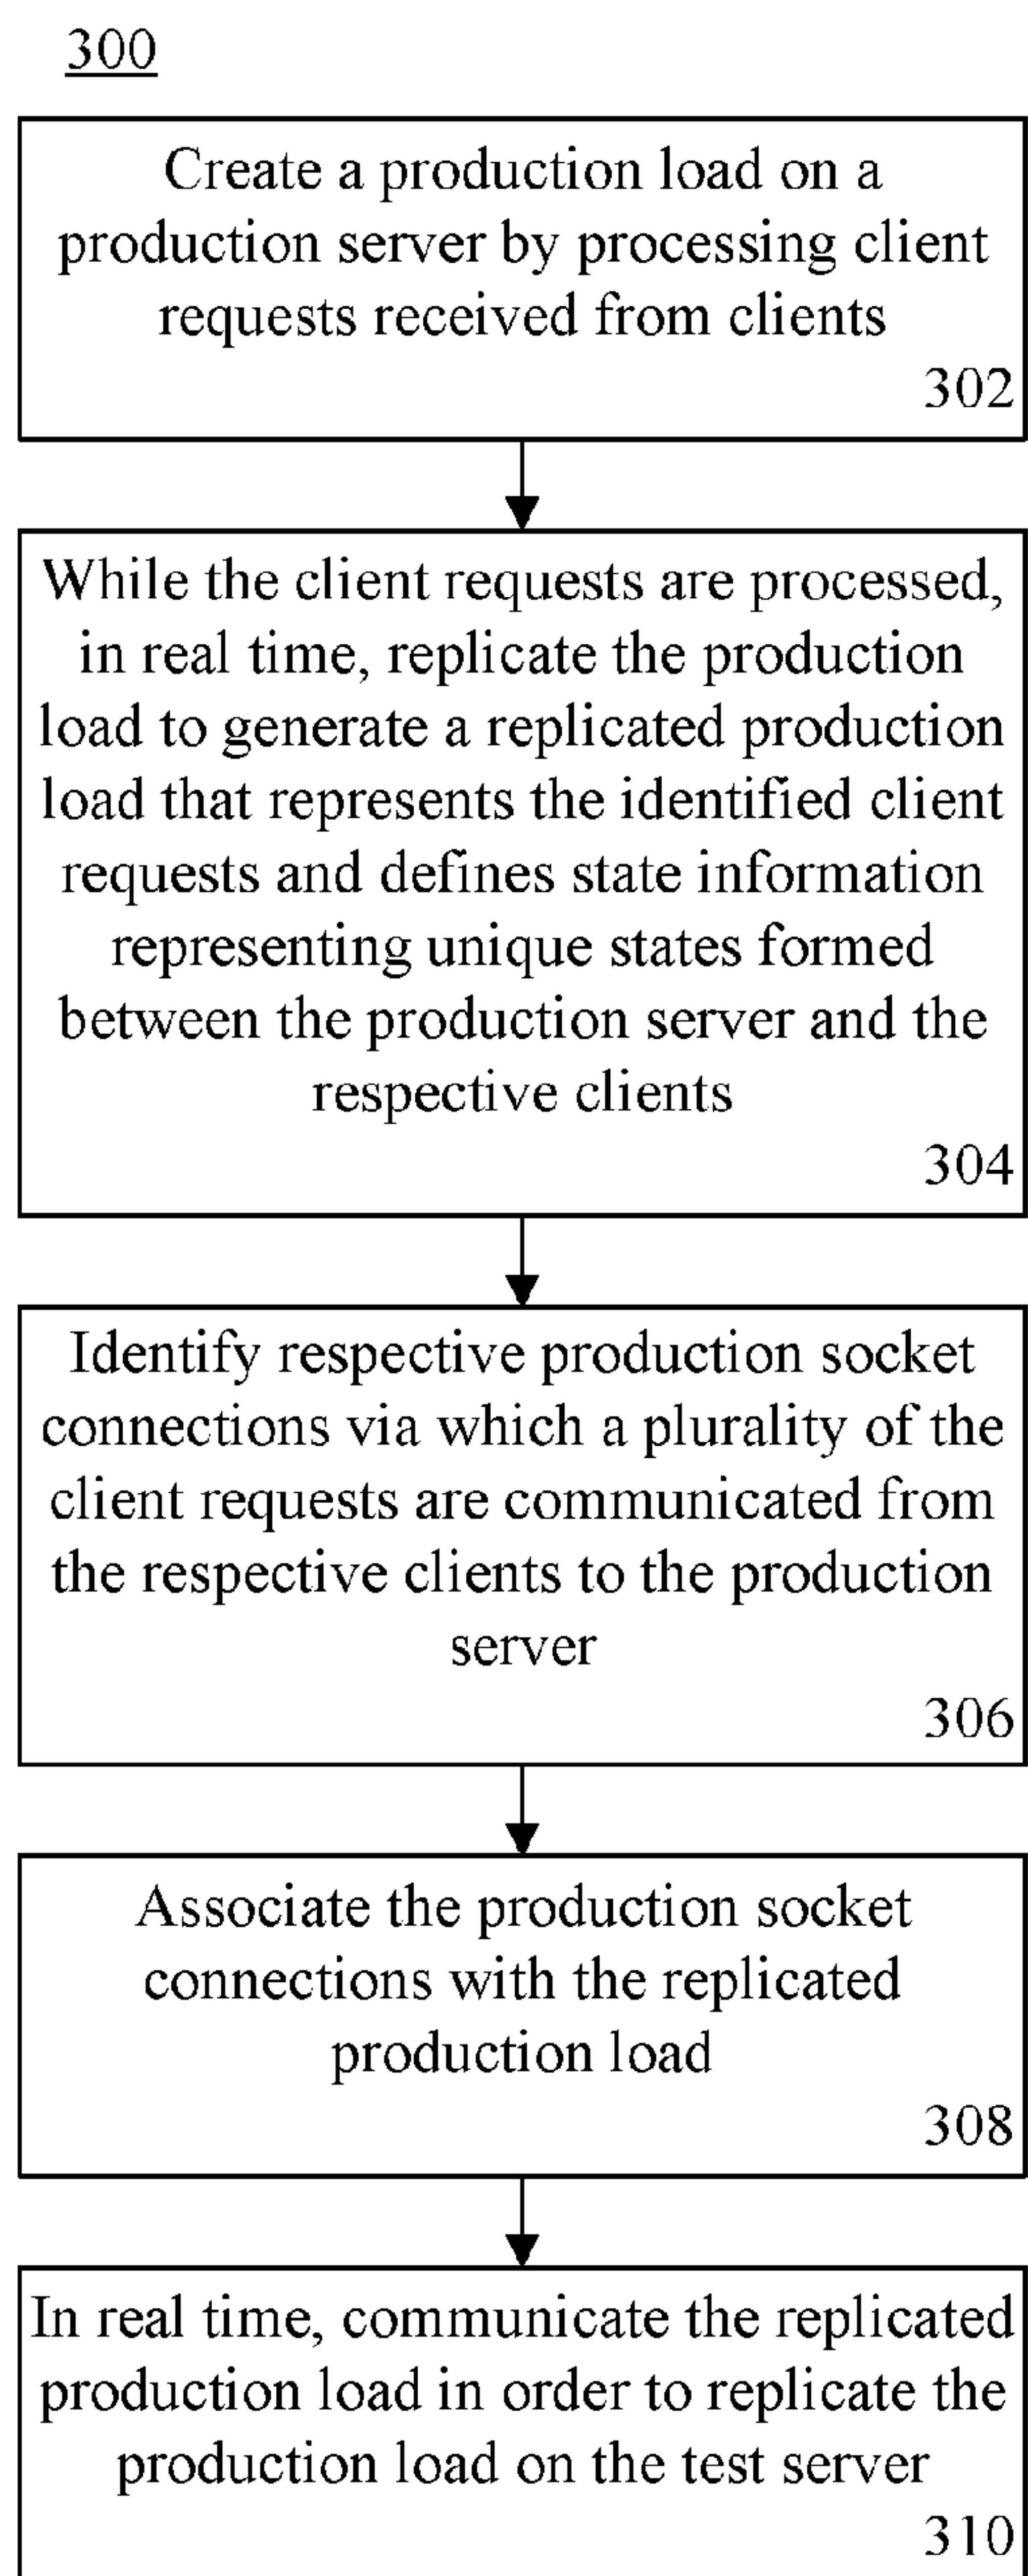 300
Create a production load on a
production server by processing client
requests received from clients
302
While the client requests are processed,
in real time, replicate the production
load to generate a replicated production
load that represents the identified client
requests and defines state information
representing unique states formed
between the production server and the
respective clients
304
Identify respective production socket
connections via which a plurality of the
client requests are communicated from
the respective clients to the production
server
306
Associate the production socket
connections with the replicated
production load
308
In real time, communicate the replicated
production load in order to replicate the
production load on the test server
310